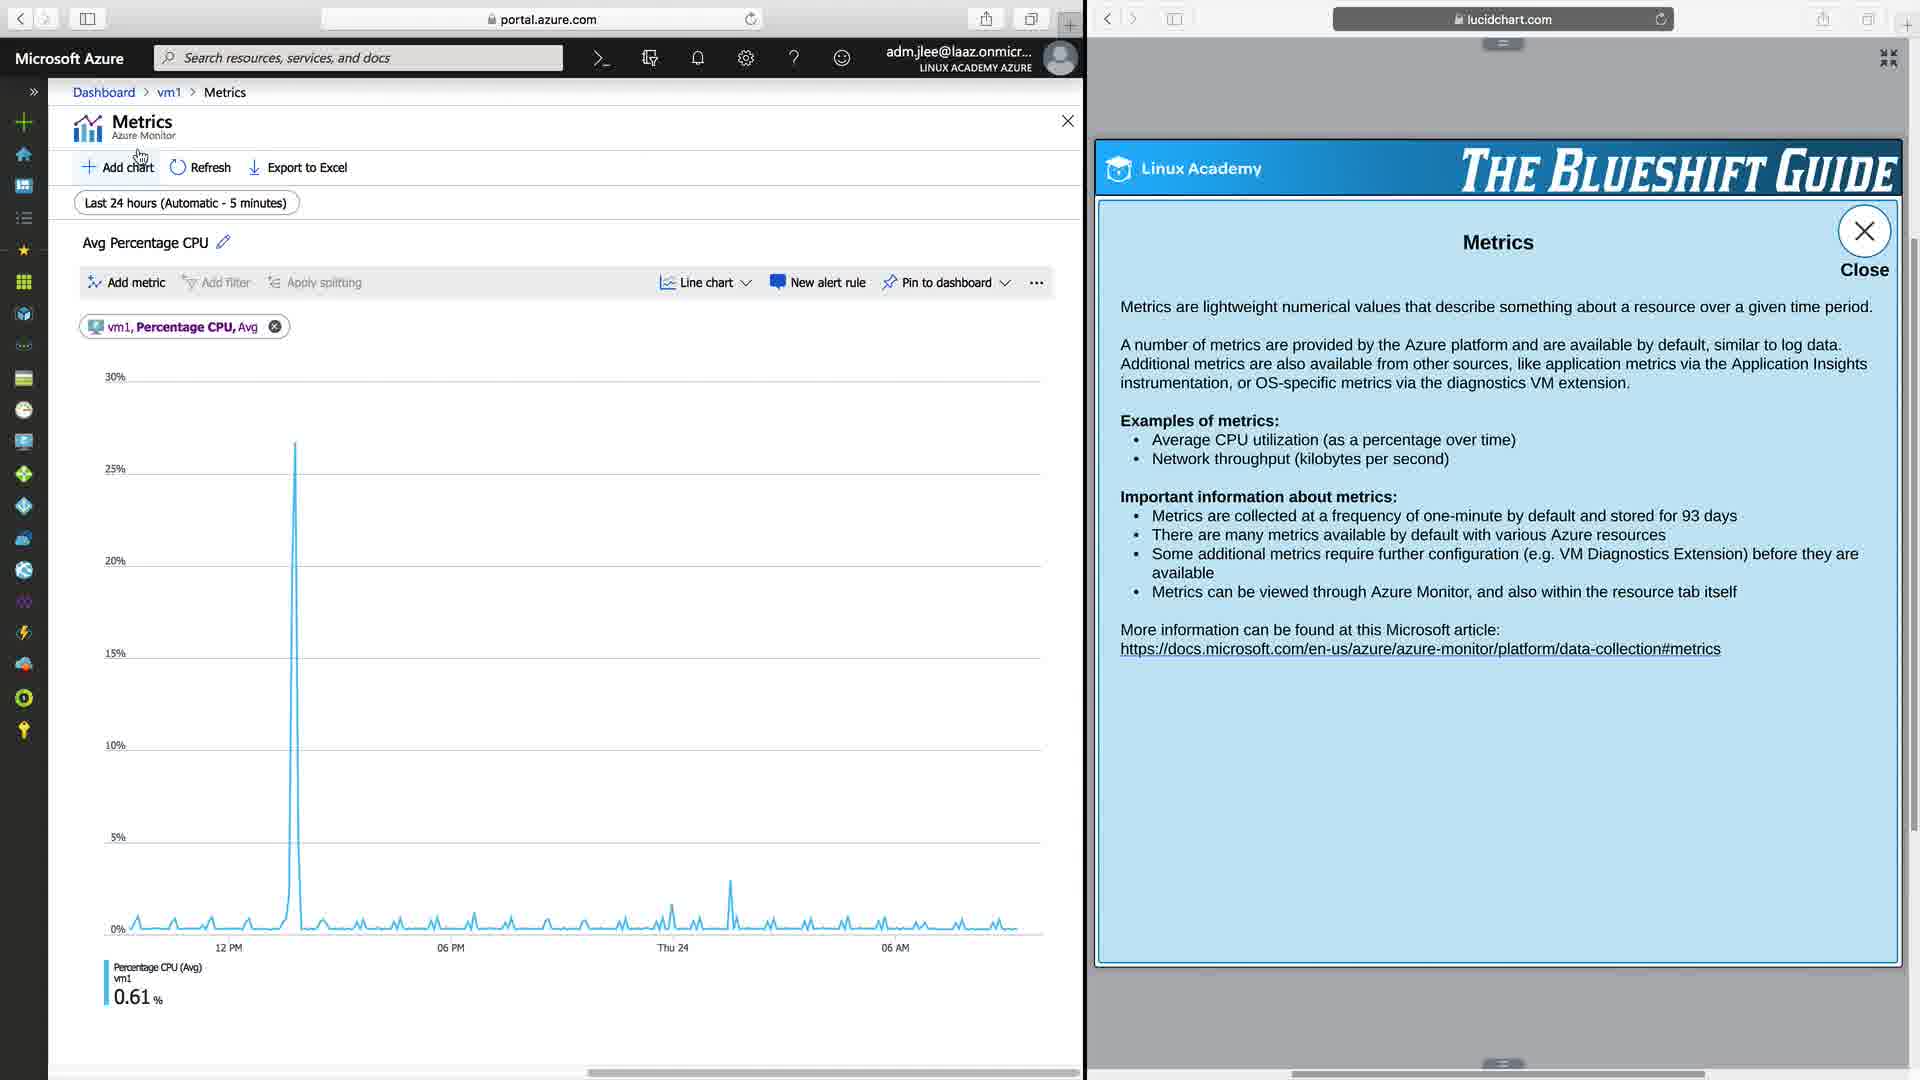 portal.azure.com
Microsoft Azure
Search resources, services, and docs
adm.jlee@laaz.onmicr...
LINUX ACADEMY AZURE
Dashboard > vm1 > Metrics
Metrics
Azure Monitor
Add chart Refresh Export to Excel
Last 24 hours (Automatic - 5 minutes)
Avg Percentage CPU
Add metric Add filter Apply splitting Line chart New alert rule Pin to dashboard
vm1, Percentage CPU, Avg
30%
25%
20%
15%
10%
5%
0%
12 PM 06 PM Thu 24 06 AM
Percentage CPU (Avg)
vm1
0.61 %
lucidchart.com
Linux Academy
THE BLUESHIFT GUIDE
Metrics
Close
Metrics are lightweight numerical values that describe something about a resource over a given time period.
A number of metrics are provided by the Azure platform and are available by default, similar to log data.
Additional metrics are also available from other sources, like application metrics via the Application Insights
instrumentation, or OS-specific metrics via the diagnostics VM extension.
Examples of metrics:
• Average CPU utilization (as a percentage over time)
• Network throughput (kilobytes per second)
Important information about metrics:
• Metrics are collected at a frequency of one-minute by default and stored for 93 days
• There are many metrics available by default with various Azure resources
• Some additional metrics require further configuration (e.g. VM Diagnostics Extension) before they are
available
• Metrics can be viewed through Azure Monitor, and also within the resource tab itself
More information can be found at this Microsoft article:
https://docs.microsoft.com/en-us/azure/azure-monitor/platform/data-collection#metrics